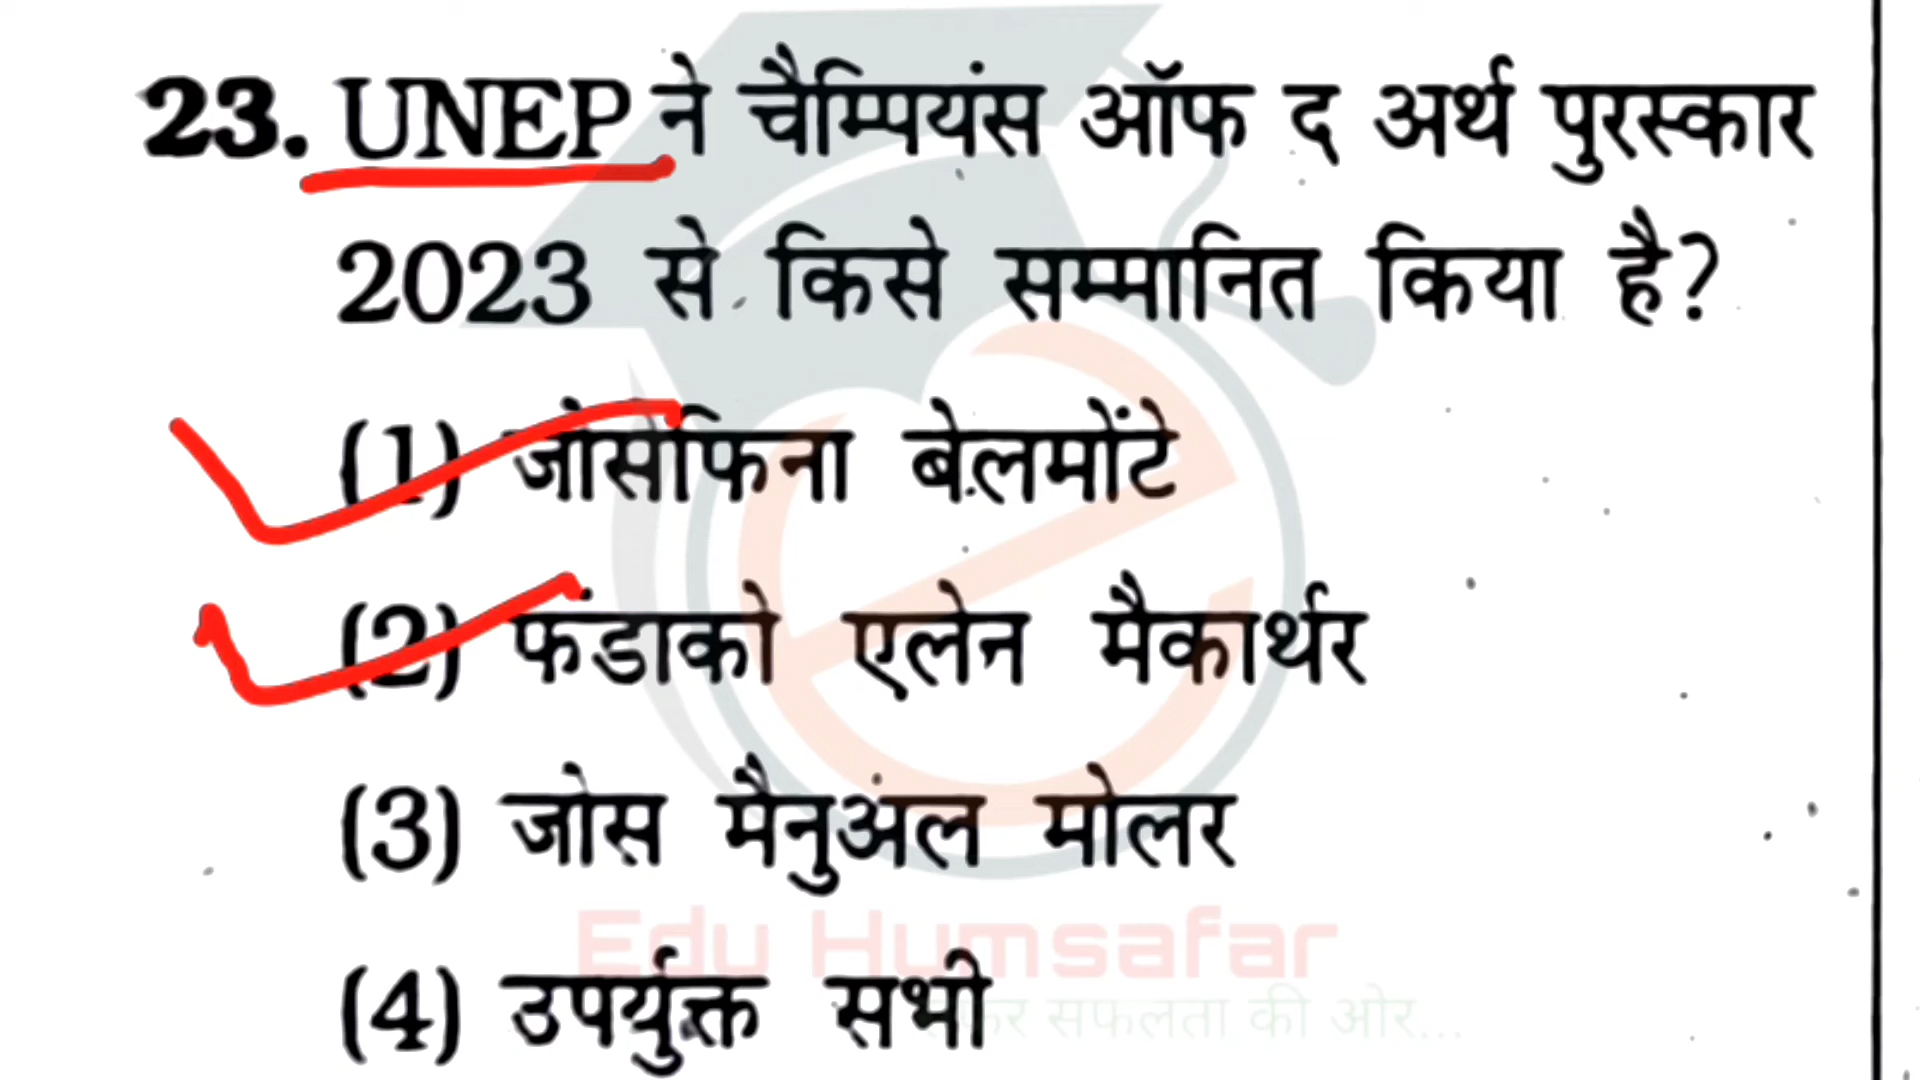 23. UNEP ने चैम्पियंस ऑफ द अर्थ पुरस्कार
2023 से किसे सम्मानित किया है?
(1) जोसेफिना बेलमोंटे
(2) फंडाको एलेन मैकार्थर
(3) जोस मैनुअंल मोलर
(4) उपर्युक्त सभी
Edu Humsafar
सफलता की ओर...